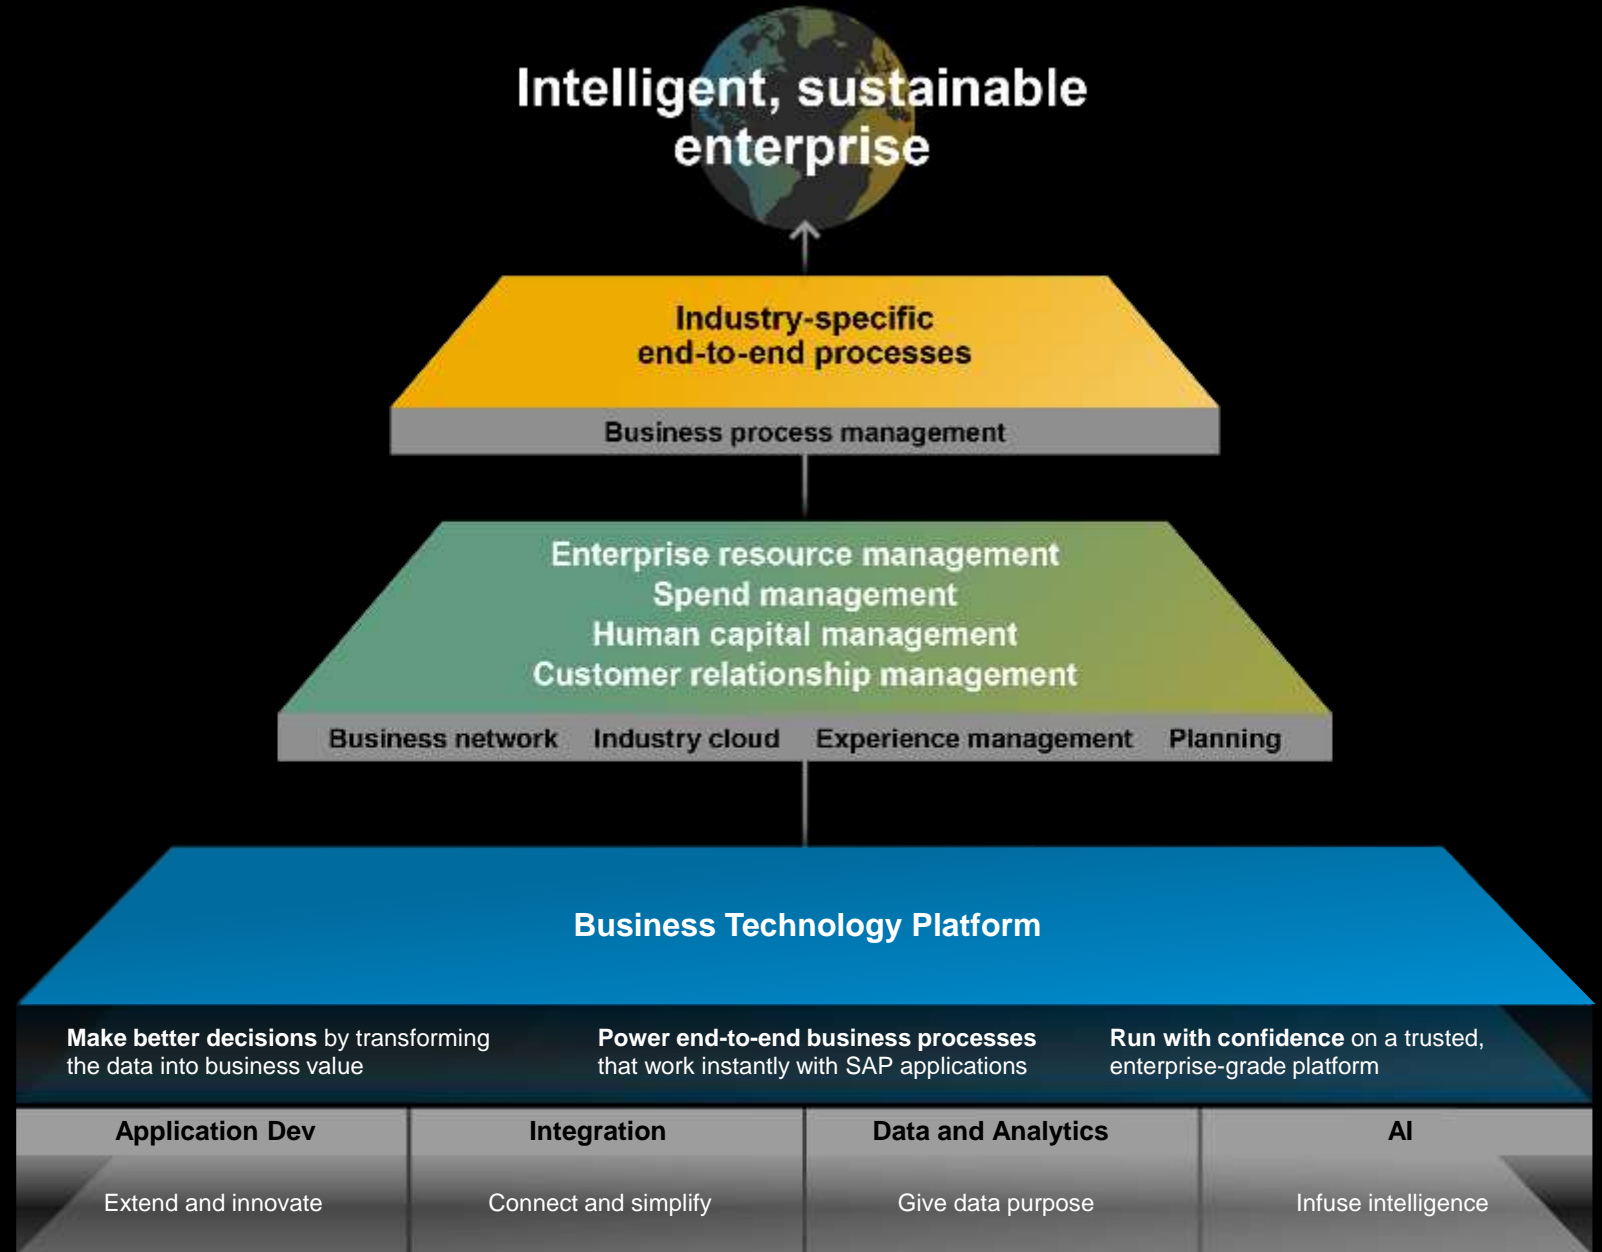 Intelligent, sustainable
enterprise
Industry-specific
end-to-end processes
Business process management
Enterprise resource management
Spend management
Human capital management
Customer relationship management
Business network Industry cloud Experience management Planning
Business Technology Platform
Make better decisions by transforming
the data into business value
Power end-to-end business processes
that work instantly with SAP applications
Run with confidence on a trusted,
enterprise-grade platform
Application Dev
Extend and innovate
Integration
Connect and simplify
Data and Analytics
Give data purpose
AI
Infuse intelligence